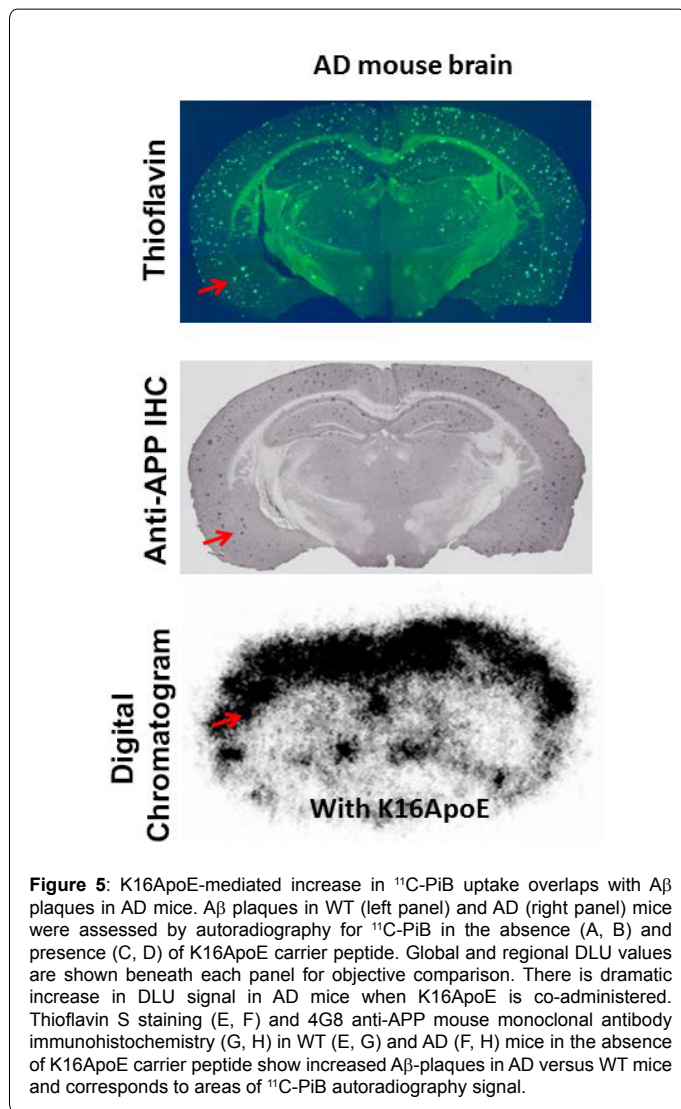 AD mouse brain
Thioflavin
Anti-APP IHC
Digital
Chromatogram
With K16ApoE
Figure 5: K16ApoE-mediated increase in ¹¹C-PiB uptake overlaps with Aβ
plaques in AD mice. Aβ plaques in WT (left panel) and AD (right panel) mice
were assessed by autoradiography for ¹¹C-PiB in the absence (A, B) and
presence (C, D) of K16ApoE carrier peptide. Global and regional DLU values
are shown beneath each panel for objective comparison. There is dramatic
increase in DLU signal in AD mice when K16ApoE is co-administered.
Thioflavin S staining (E, F) and 4G8 anti-APP mouse monoclonal antibody
immunohistochemistry (G, H) in WT (E, G) and AD (F, H) mice in the absence
of K16ApoE carrier peptide show increased Aβ-plaques in AD versus WT mice
and corresponds to areas of ¹¹C-PiB autoradiography signal.